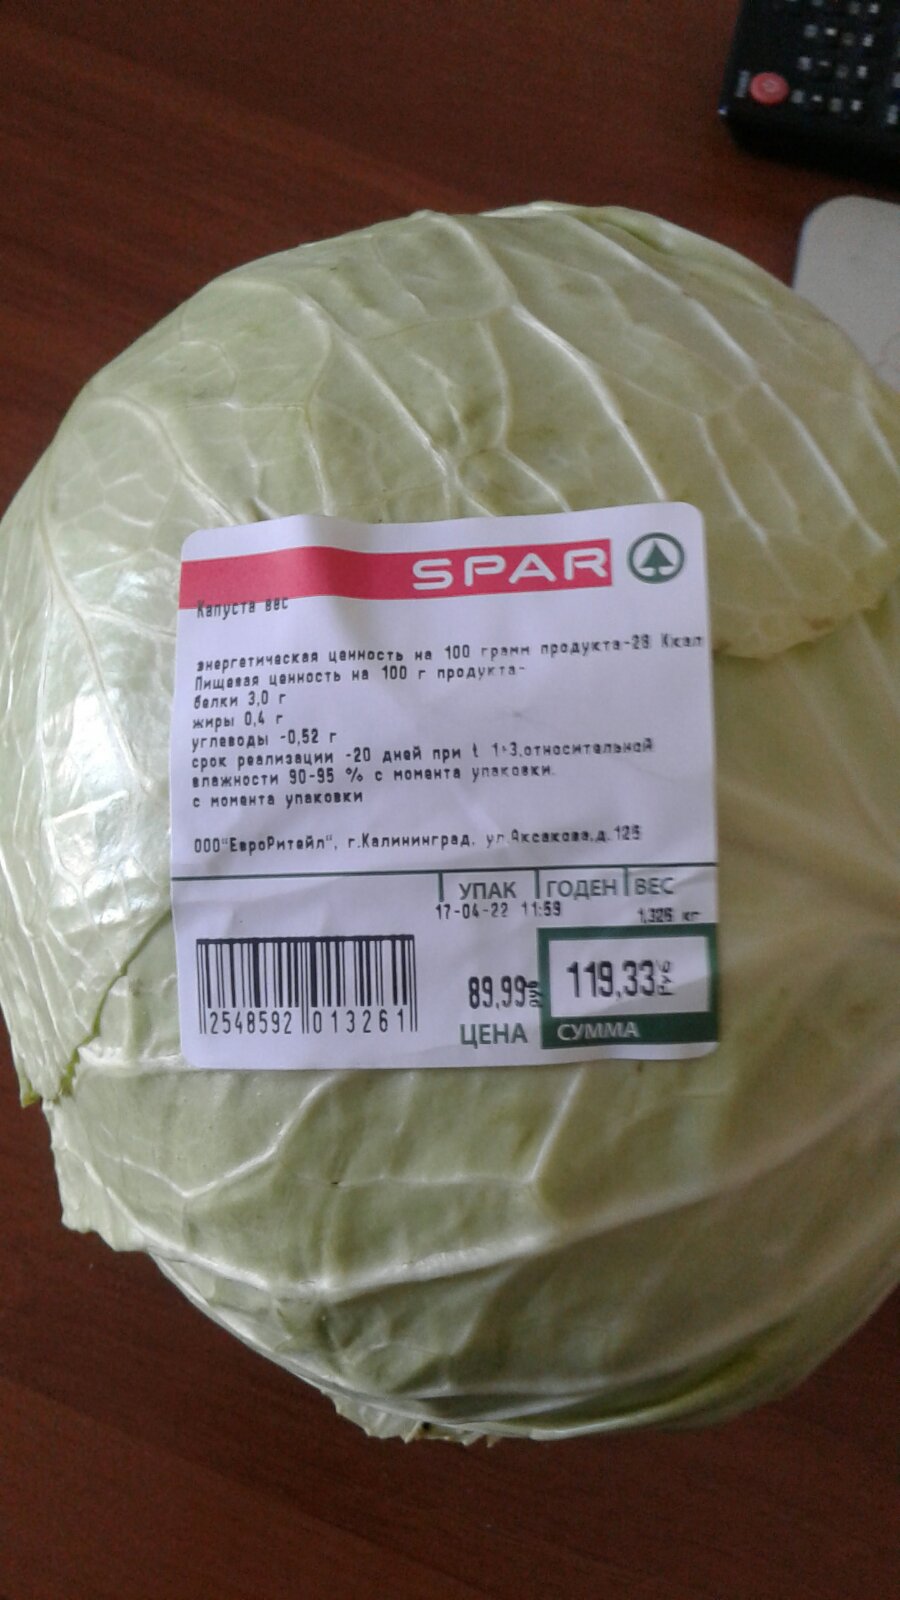 SPAR
Капуста вес
энергетическая ценность на 100 грамм продукта-28 Ккал
Пищевая ценность на 100 г продукта-
белки 3,0 г
жиры 0,4 г
углеводы -0,52 г
срок реализации -20 дней при t 1+3,относительной
влажности 90-95 % с момента упаковки.
с момента упаковки
ООО"ЕвроРитейл", г.Калининград, ул.Аксакова,д.125
УПАК ГОДЕН ВЕС
17-04-22 11:59 1,326 кг
89,99 руб 119,33 руб
2548592 013261 ЦЕНА СУММА